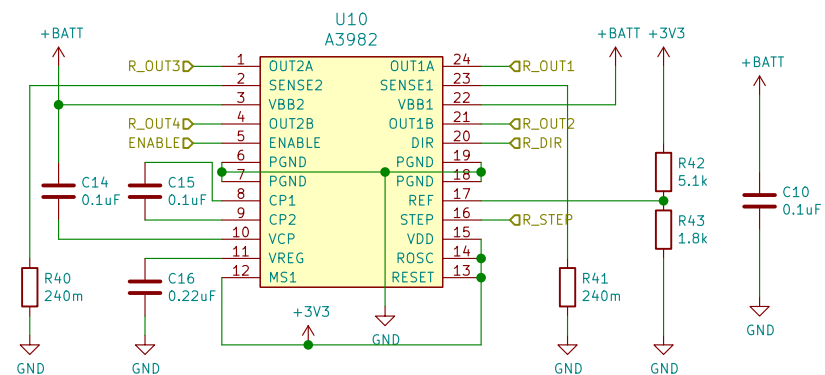 U10
A3982
+BATT
+BATT
+3V3
+BATT
R_OUT3 1 OUT2A OUT1A 24 R_OUT1
2 SENSE2 SENSE1 23
3 VBB2 VBB1 22
R_OUT4 4 OUT2B OUT1B 21 R_OUT2
ENABLE 5 ENABLE DIR 20 R_DIR
6 PGND PGND 19
7 PGND PGND 18
8 CP1 REF 17
9 CP2 STEP 16 R_STEP
10 VCP VDD 15
11 VREG ROSC 14
12 MS1 RESET 13
C14
0.1uF
C15
0.1uF
R42
5.1k
C10
0.1uF
R43
1.8k
R40
240m
C16
0.22uF
R41
240m
+3V3
GND
GND
GND
GND
GND
GND